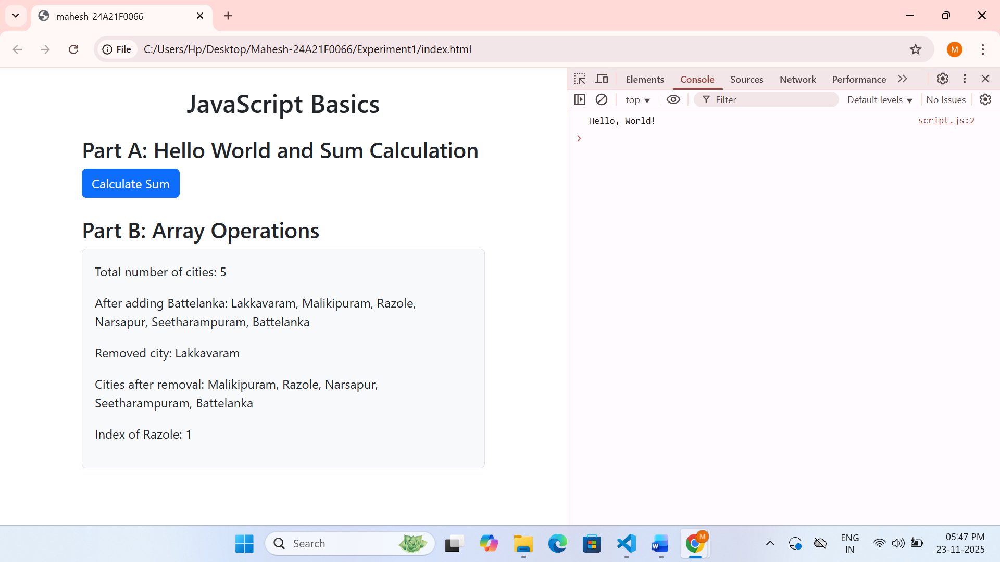 mahesh-24A21F0066
File
C:/Users/Hp/Desktop/Mahesh-24A21F0066/Experiment1/index.html
M
JavaScript Basics
Part A: Hello World and Sum Calculation
Calculate Sum
Part B: Array Operations
Total number of cities: 5
After adding Battelanka: Lakkavaram, Malikipuram, Razole,
Narsapur, Seetharampuram, Battelanka
Removed city: Lakkavaram
Cities after removal: Malikipuram, Razole, Narsapur,
Seetharampuram, Battelanka
Index of Razole: 1
Elements Console Sources Network Performance
top Filter Default levels No Issues
Hello, World! script.js:2
Search
W
M
ENG
IN
05:47 PM
23-11-2025